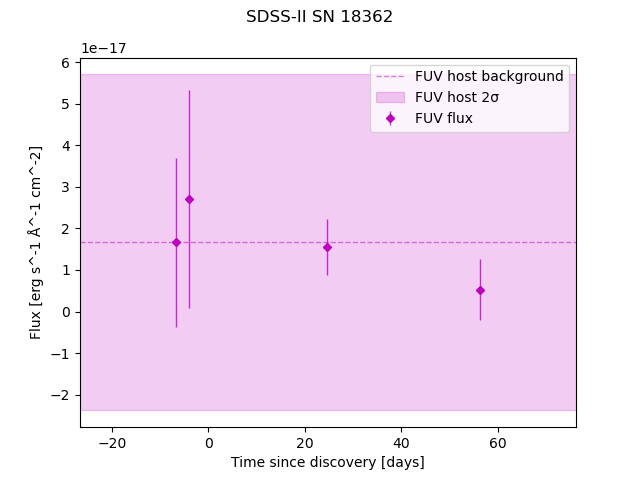 SDSS-II SN 18362
1e−17
FUV host background
FUV host 2σ
FUV flux
6
5
4
3
2
1
0
−1
−2
Flux [erg s^-1 Å^-1 cm^-2]
−20 0 20 40 60
Time since discovery [days]